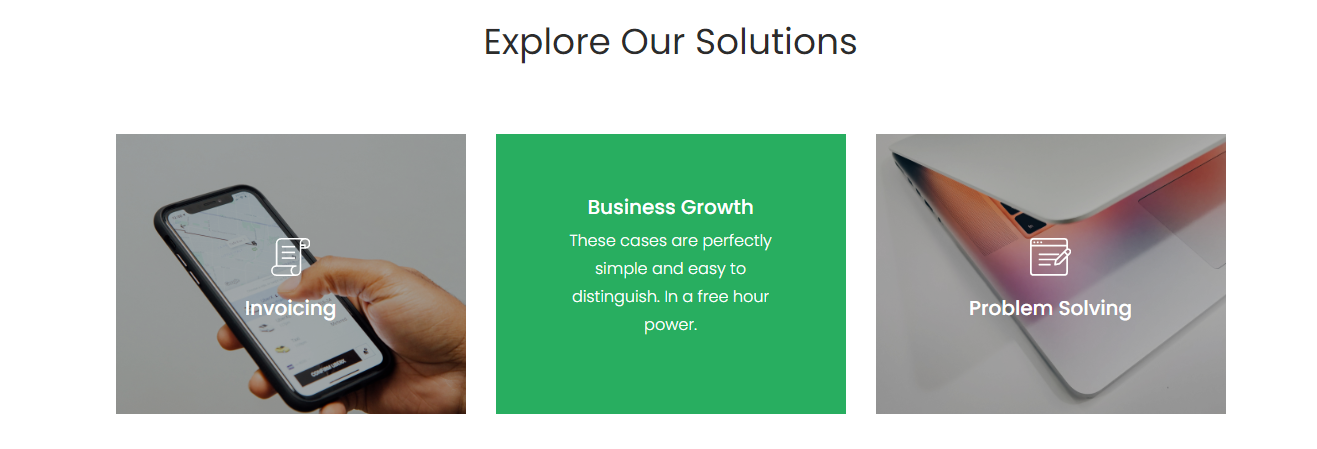 Explore Our Solutions
Invoicing
Business Growth
These cases are perfectly
simple and easy to
distinguish. In a free hour
power.
Problem Solving